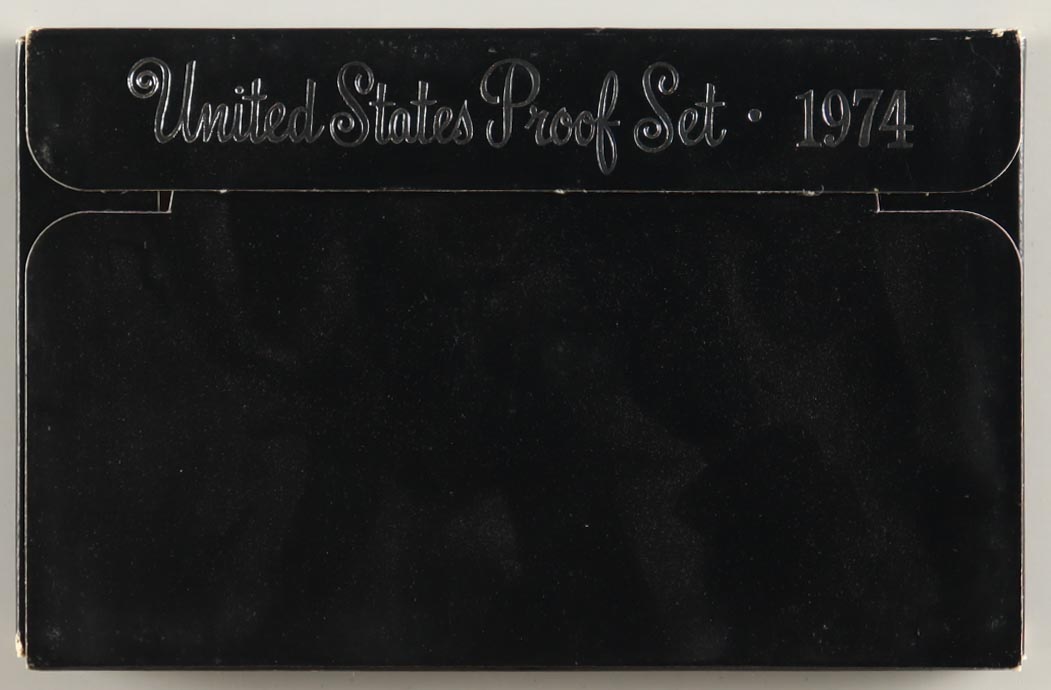 United States Proof Set · 1974